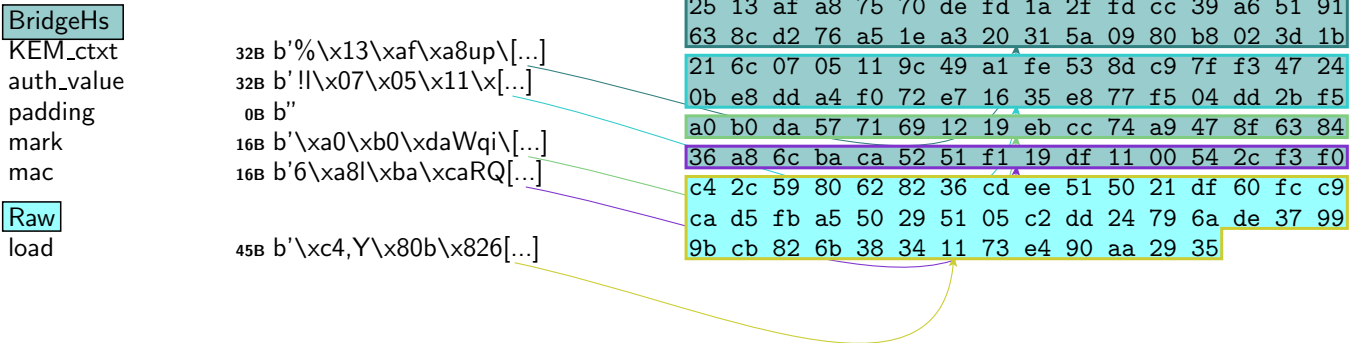 BridgeHs
KEM_ctxt 32B b'%\x13\xaf\xa8up\[...]
auth_value 32B b' !l\x07\x05\x11\x[...]
padding 0B b''
mark 16B b'\xa0\xb0\xdaWqi\[...]
mac 16B b'6\xa8l\xba\xcaRQ[...]
Raw
load 45B b'\xc4,Y\x80b\x826[...]
25 13 af a8 75 70 de fd 1a 2f fd cc 39 a6 51 91
63 8c d2 76 a5 1e a3 20 31 5a 09 80 b8 02 3d 1b
21 6c 07 05 11 9c 49 a1 fe 53 8d c9 7f f3 47 24
0b e8 dd a4 f0 72 e7 16 35 e8 77 f5 04 dd 2b f5
a0 b0 da 57 71 69 12 19 eb cc 74 a9 47 8f 63 84
36 a8 6c ba ca 52 51 f1 19 df 11 00 54 2c f3 f0
c4 2c 59 80 62 82 36 cd ee 51 50 21 df 60 fc c9
ca d5 fb a5 50 29 51 05 c2 dd 24 79 6a de 37 99
9b cb 82 6b 38 34 11 73 e4 90 aa 29 35